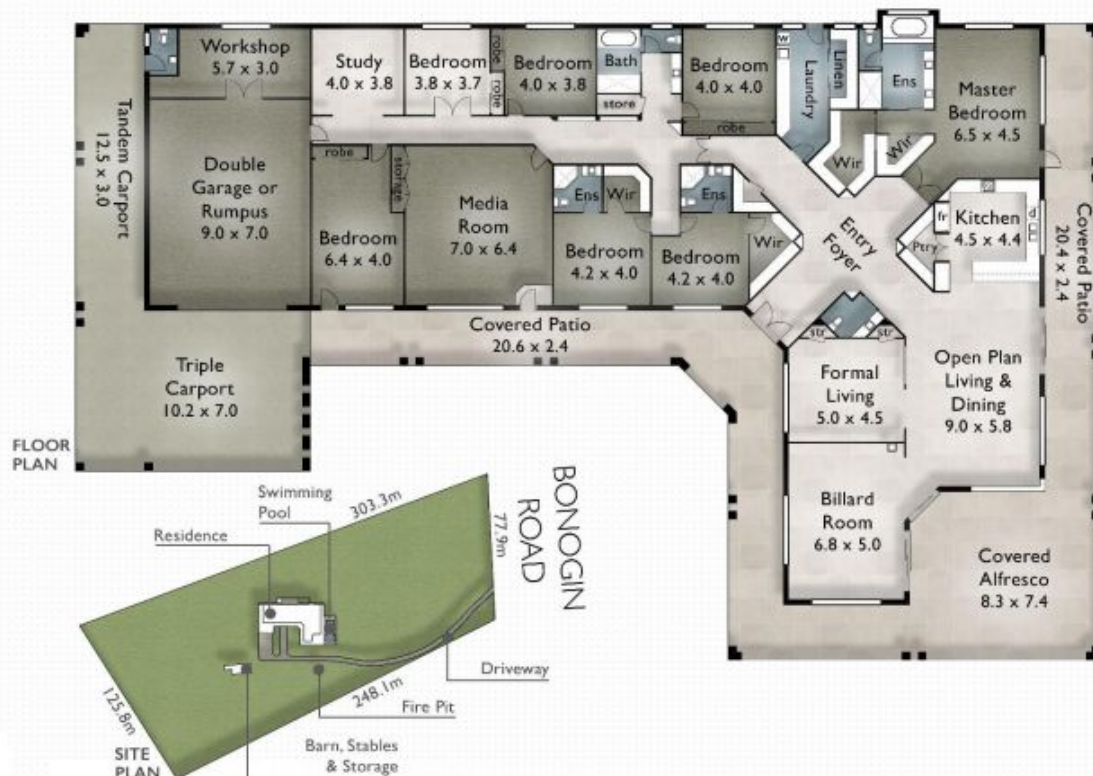 Workshop
5.7 x 3.0
Study
4.0 x 3.8
Bedroom
3.8 x 3.7
robe
robe
Bedroom
4.0 x 3.8
Bath
store
Bedroom
4.0 x 4.0
robe
w
Laundry
Linen
Ens
Wir
Master
Bedroom
6.5 x 4.5
Wir
Tandem Carport
12.5 x 3.0
Double
Garage or
Rumpus
9.0 x 7.0
robe
storage
Bedroom
6.4 x 4.0
Media
Room
7.0 x 6.4
Ens
Wir
Bedroom
4.2 x 4.0
Ens
Bedroom
4.2 x 4.0
Wir
Entry
Foyer
fr
Ptry
Kitchen
4.5 x 4.4
d
Covered Patio
20.4 x 2.4
Covered Patio
20.6 x 2.4
Triple
Carport
10.2 x 7.0
str
str
Formal
Living
5.0 x 4.5
Open Plan
Living &
Dining
9.0 x 5.8
Billard
Room
6.8 x 5.0
Covered
Alfresco
8.3 x 7.4
FLOOR
PLAN
Swimming
Pool
303.3m
77.9m
BONOGIN
ROAD
Residence
Driveway
248.1m
Fire Pit
125.8m
Barn, Stables
& Storage
SITE
PLAN